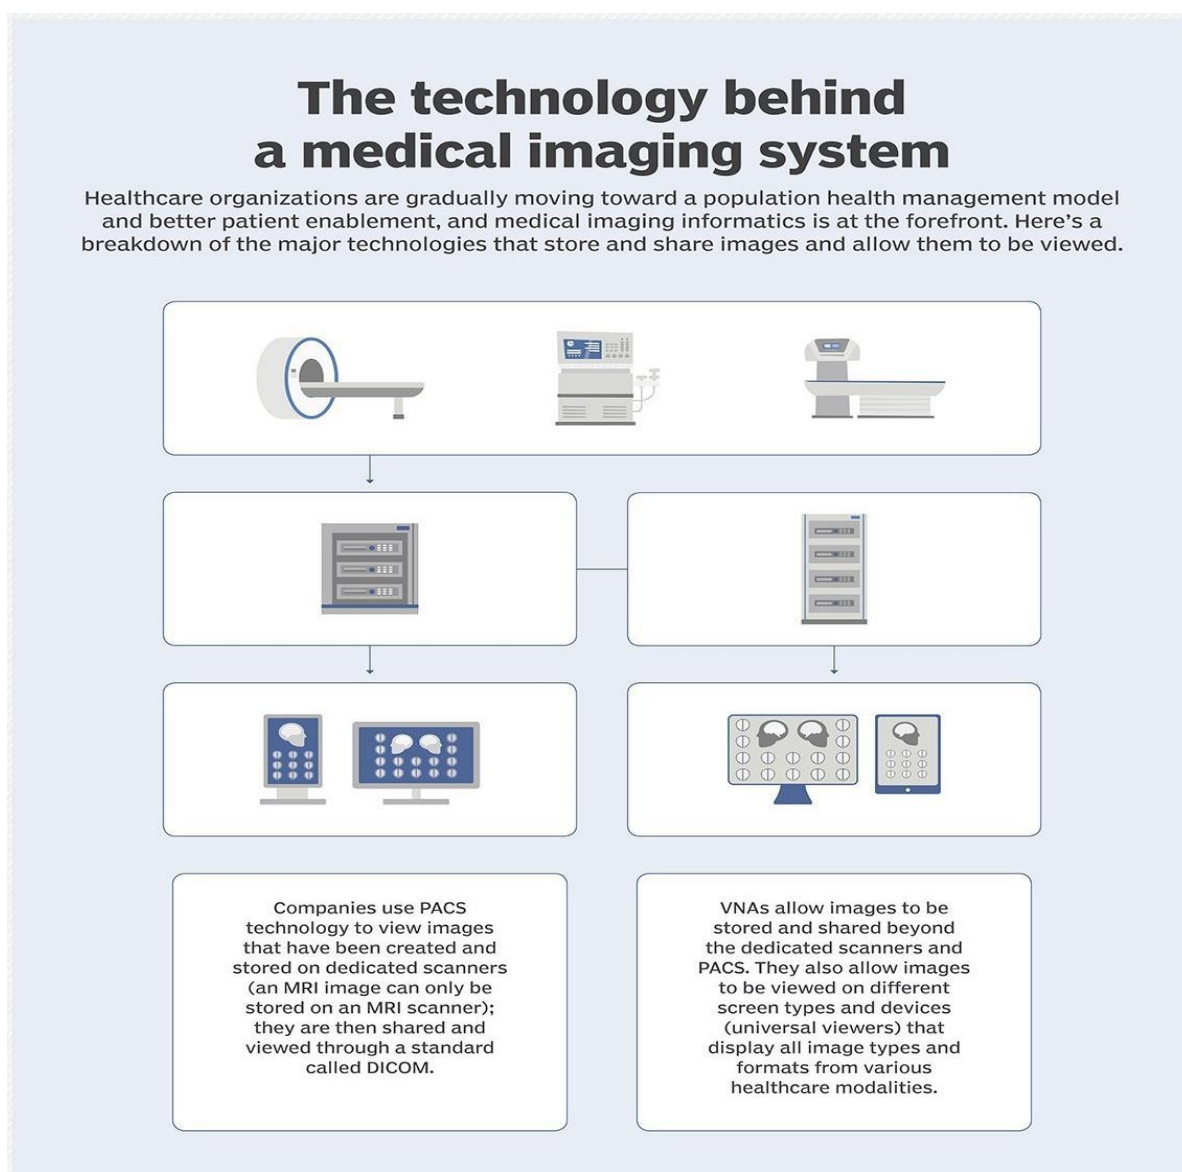 The technology behind
a medical imaging system
Healthcare organizations are gradually moving toward a population health management model
and better patient enablement, and medical imaging informatics is at the forefront. Here’s a
breakdown of the major technologies that store and share images and allow them to be viewed.
Companies use PACS
technology to view images
that have been created and
stored on dedicated scanners
(an MRI image can only be
stored on an MRI scanner);
they are then shared and
viewed through a standard
called DICOM.
VNAs allow images to be
stored and shared beyond
the dedicated scanners and
PACS. They also allow images
to be viewed on different
screen types and devices
(universal viewers) that
display all image types and
formats from various
healthcare modalities.